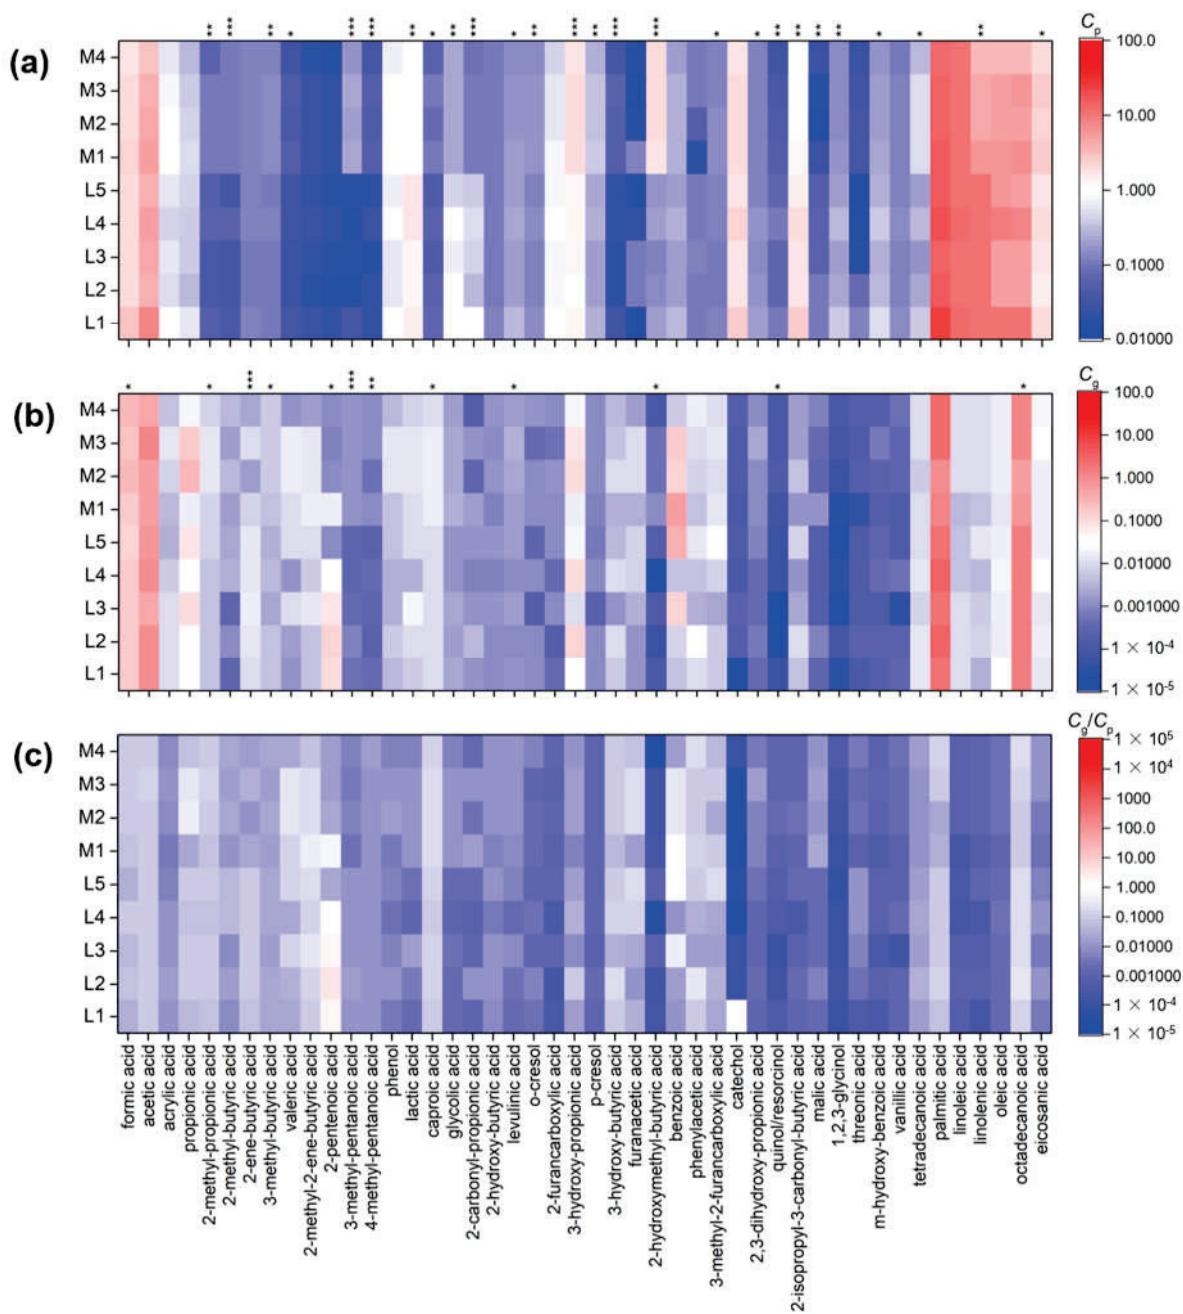 ** *** ** * *** *** ** * ** *** * ** *** ** *** *** * * ** ** ** ** * * ** *
(a)
M4
M3
M2
M1
L5
L4
L3
L2
L1
Cp
100.0
10.00
1.000
0.1000
0.01000
* * *** * * *** ** * * * * *
(b)
M4
M3
M2
M1
L5
L4
L3
L2
L1
Cg
100.0
10.00
1.000
0.1000
0.01000
0.001000
1 × 10-4
1 × 10-5
(c)
M4
M3
M2
M1
L5
L4
L3
L2
L1
Cg/Cp
1 × 105
1 × 104
1000
100.0
10.00
1.000
0.1000
0.01000
0.001000
1 × 10-4
1 × 10-5
formic acid
acetic acid
acrylic acid
propionic acid
2-methyl-propionic acid
2-methyl-butyric acid
2-ene-butyric acid
3-methyl-butyric acid
valeric acid
2-methyl-2-ene-butyric acid
2-pentenoic acid
3-methyl-pentanoic acid
4-methyl-pentanoic acid
phenol
lactic acid
caproic acid
glycolic acid
2-carbonyl-propionic acid
2-hydroxy-butyric acid
levulinic acid
o-cresol
2-furancarboxylic acid
3-hydroxy-propionic acid
p-cresol
3-hydroxy-butyric acid
furanacetic acid
2-hydroxymethyl-butyric acid
benzoic acid
phenylacetic acid
3-methyl-2-furancarboxylic acid
catechol
2,3-dihydroxy-propionic acid
quinol/resorcinol
2-isopropyl-3-carbonyl-butyric acid
malic acid
1,2,3-glycinol
threonic acid
m-hydroxy-benzoic acid
vanillic acid
tetradecanoic acid
palmitic acid
linoleic acid
linolenic acid
oleic acid
octadecanoic acid
eicosanic acid